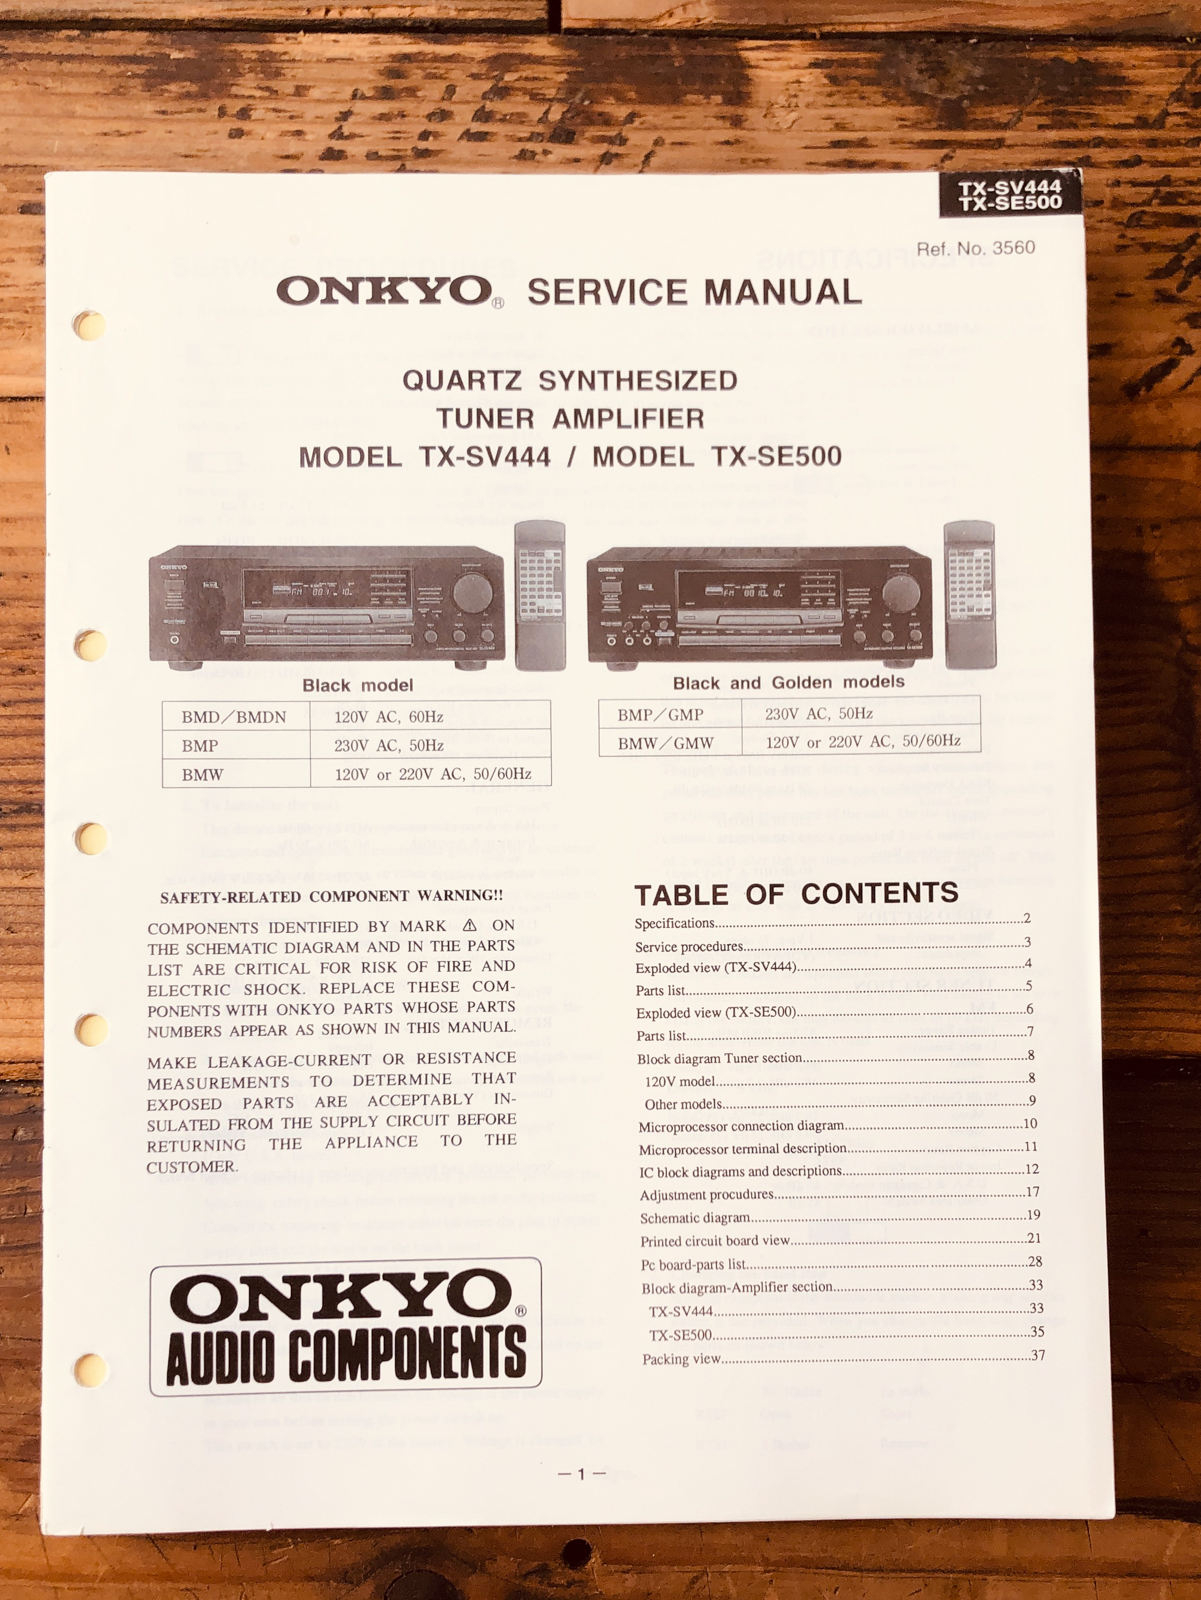 TX-SV444
TX-SE500
Ref. No. 3560
ONKYO® SERVICE MANUAL
QUARTZ SYNTHESIZED
TUNER AMPLIFIER
MODEL TX-SV444 / MODEL TX-SE500
ONKYO
ONKYO
Black model
BMD/BMDN 120V AC, 60Hz
BMP 230V AC, 50Hz
BMW 120V or 220V AC, 50/60Hz
Black and Golden models
BMP/GMP 230V AC, 50Hz
BMW/GMW 120V or 220V AC, 50/60Hz
SAFETY-RELATED COMPONENT WARNING!!
COMPONENTS IDENTIFIED BY MARK ⚠ ON
THE SCHEMATIC DIAGRAM AND IN THE PARTS
LIST ARE CRITICAL FOR RISK OF FIRE AND
ELECTRIC SHOCK. REPLACE THESE COM-
PONENTS WITH ONKYO PARTS WHOSE PARTS
NUMBERS APPEAR AS SHOWN IN THIS MANUAL.
MAKE LEAKAGE-CURRENT OR RESISTANCE
MEASUREMENTS TO DETERMINE THAT
EXPOSED PARTS ARE ACCEPTABLY IN-
SULATED FROM THE SUPPLY CIRCUIT BEFORE
RETURNING THE APPLIANCE TO THE
CUSTOMER.
ONKYO®
AUDIO COMPONENTS
TABLE OF CONTENTS
Specifications....................2
Service procedures....................3
Exploded view (TX-SV444)....................4
Parts list....................5
Exploded view (TX-SE500)....................6
Parts list....................7
Block diagram Tuner section....................8
120V model....................8
Other models....................9
Microprocessor connection diagram....................10
Microprocessor terminal description....................11
IC block diagrams and descriptions....................12
Adjustment procudures....................17
Schematic diagram....................19
Printed circuit board view....................21
Pc board-parts list....................28
Block diagram-Amplifier section....................33
TX-SV444....................33
TX-SE500....................35
Packing view....................37
— 1 —